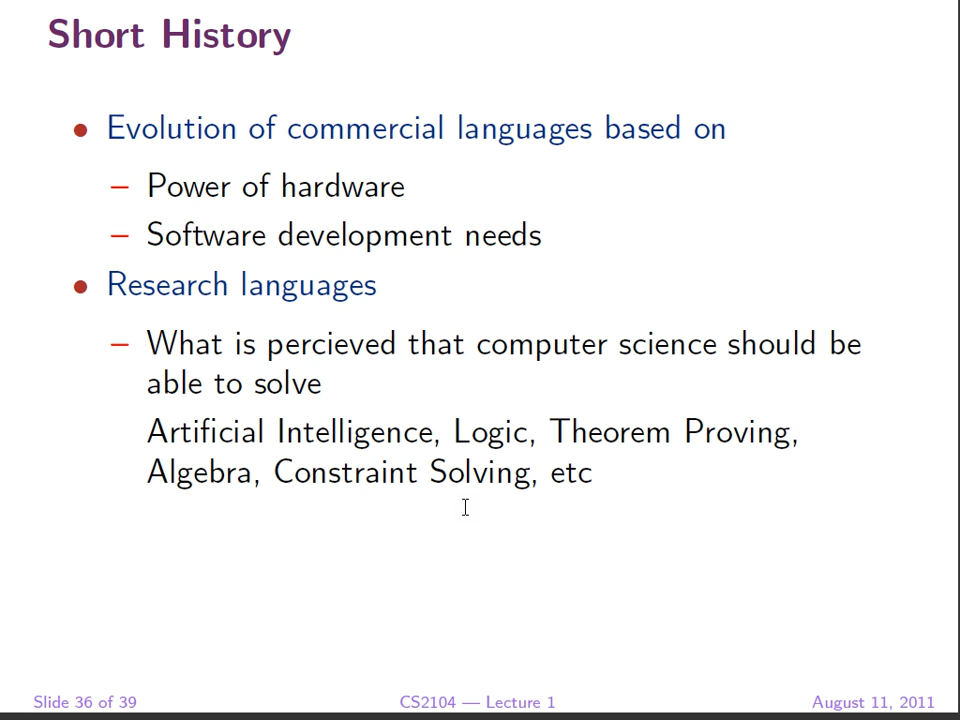 Short History
• Evolution of commercial languages based on
– Power of hardware
– Software development needs
• Research languages
– What is percieved that computer science should be
able to solve
Artificial Intelligence, Logic, Theorem Proving,
Algebra, Constraint Solving, etc
Slide 36 of 39 CS2104 — Lecture 1 August 11, 2011